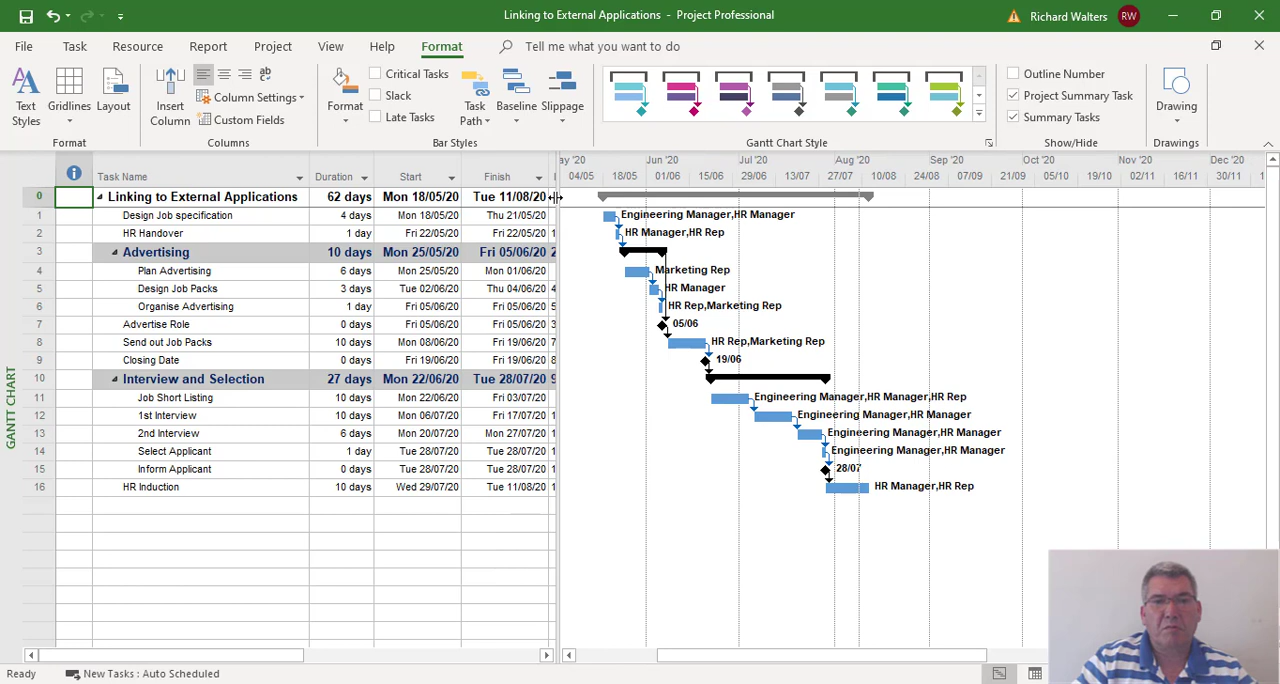 Linking to External Applications - Project Professional
Richard Walters RW
File Task Resource Report Project View Help Format Tell me what you want to do
Text Styles
Gridlines
Layout
Format
Insert Column
Column Settings
Custom Fields
Columns
Format
Critical Tasks
Slack
Late Tasks
Task Path
Baseline
Slippage
Bar Styles
Gantt Chart Style
Outline Number
Project Summary Task
Summary Tasks
Show/Hide
Drawing
Drawings
Task Name Duration Start Finish
ay '20 Jun '20 Jul '20 Aug '20 Sep '20 Oct '20 Nov '20 Dec '20
04/05 18/05 01/06 15/06 29/06 13/07 27/07 10/08 24/08 07/09 21/09 05/10 19/10 02/11 16/11 30/11 1
0 Linking to External Applications 62 days Mon 18/05/20 Tue 11/08/20
1 Design Job specification 4 days Mon 18/05/20 Thu 21/05/20 Engineering Manager,HR Manager
2 HR Handover 1 day Fri 22/05/20 Fri 22/05/20 1 HR Manager,HR Rep
3 Advertising 10 days Mon 25/05/20 Fri 05/06/20 2
4 Plan Advertising 6 days Mon 25/05/20 Mon 01/06/20 Marketing Rep
5 Design Job Packs 3 days Tue 02/06/20 Thu 04/06/20 4 HR Manager
6 Organise Advertising 1 day Fri 05/06/20 Fri 05/06/20 5 HR Rep,Marketing Rep
7 Advertise Role 0 days Fri 05/06/20 Fri 05/06/20 3 05/06
8 Send out Job Packs 10 days Mon 08/06/20 Fri 19/06/20 7 HR Rep,Marketing Rep
9 Closing Date 0 days Fri 19/06/20 Fri 19/06/20 8 19/06
10 Interview and Selection 27 days Mon 22/06/20 Tue 28/07/20 9
11 Job Short Listing 10 days Mon 22/06/20 Fri 03/07/20 Engineering Manager,HR Manager,HR Rep
12 1st Interview 10 days Mon 06/07/20 Fri 17/07/20 1 Engineering Manager,HR Manager
13 2nd Interview 6 days Mon 20/07/20 Mon 27/07/20 1 Engineering Manager,HR Manager
14 Select Applicant 1 day Tue 28/07/20 Tue 28/07/20 1 Engineering Manager,HR Manager
15 Inform Applicant 0 days Tue 28/07/20 Tue 28/07/20 1 28/07
16 HR Induction 10 days Wed 29/07/20 Tue 11/08/20 1 HR Manager,HR Rep
GANTT CHART
Ready New Tasks : Auto Scheduled